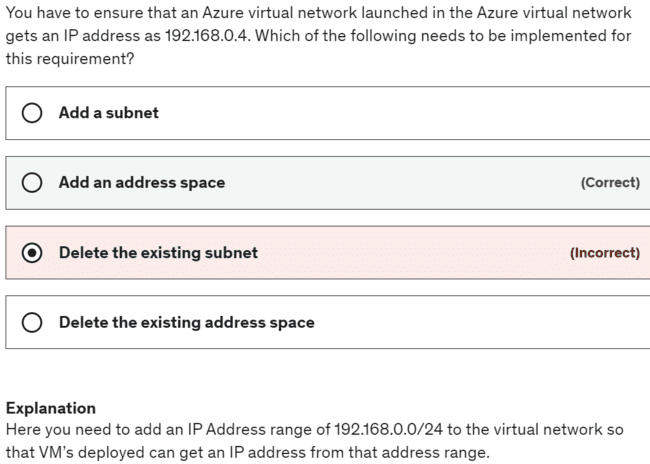 You have to ensure that an Azure virtual network launched in the Azure virtual network
gets an IP address as 192.168.0.4. Which of the following needs to be implemented for
this requirement?
Add a subnet
Add an address space (Correct)
Delete the existing subnet (Incorrect)
Delete the existing address space
Explanation
Here you need to add an IP Address range of 192.168.0.0/24 to the virtual network so
that VM's deployed can get an IP address from that address range.